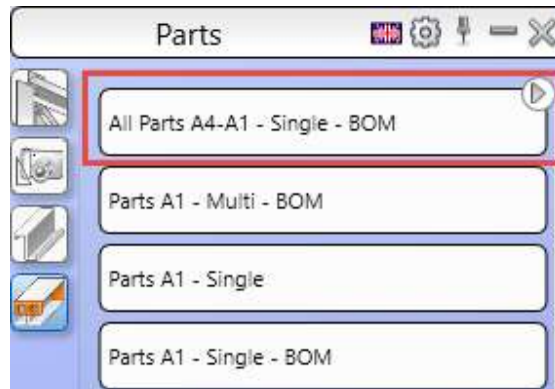 Parts
All Parts A4-A1 - Single - BOM
Parts A1 - Multi - BOM
Parts A1 - Single
Parts A1 - Single - BOM